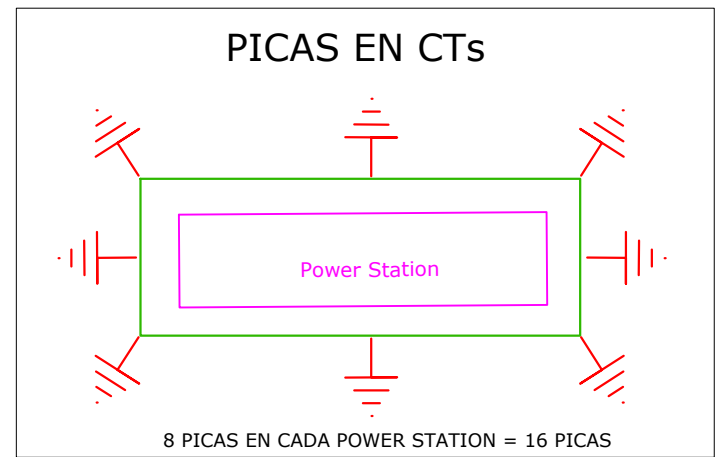 PICAS EN CTs
Power Station
8 PICAS EN CADA POWER STATION = 16 PICAS